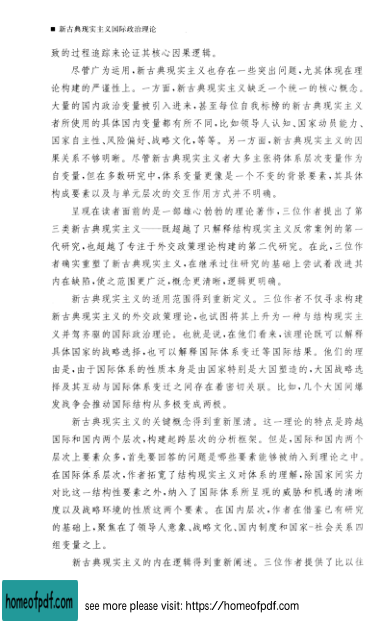 ■ 新古典现实主义国际政治理论
致的过程追踪来论证其核心因果逻辑。
尽管广为运用,新古典现实主义也存在一些突出问题,尤其体现在理
论构建的严谨性上。一方面,新古典现实主义缺乏一个统一的核心概念。
大量的国内政治变量被引入进来,甚至每位自我标榜的新古典现实主义
者所使用的具体国内变量都有所不同,比如领导人认知、国家动员能力、
国家自主性、风险偏好、战略文化,等等。另一方面,新古典现实主义的因
果关系不够明晰。尽管新古典现实主义者大多主张将体系层次变量作为
自变量,但在多数研究中,体系变量更像是一个不变的背景要素,其具体
构成要素以及与单元层次的交互作用方式并不明确。
呈现在读者面前的是一部雄心勃勃的理论著作,三位作者提出了第
三类新古典现实主义——既超越了只解释结构现实主义反常案例的第一
代研究,也超越了专注于外交政策理论构建的第二代研究。在此,三位作
者确实重塑了新古典现实主义,在继承过往研究的基础上尝试着改进其
内在缺陷,使之范围更广泛,概念更清晰,逻辑更明确。
新古典现实主义的适用范围得到重新定义。三位作者不仅寻求构建
新古典现实主义的外交政策理论,也试图将其上升为一种与结构现实主
义并驾齐驱的国际政治理论。也就是说,在他们看来,该理论既可以解释
具体国家的战略选择,也可以解释国际体系变迁等国际结果。他们的理
由是,由于国际体系的性质本身是由国家特别是大国塑造的,大国战略选
择及其互动与国际体系变迁之间存在着密切关联。比如,几个大国间爆
发战争会推动国际结构从多极变成两极。
新古典现实主义的关键概念得到重新厘清。这一理论的特点是跨越
国际和国内两个层次,构建起跨层次的分析框架。但是,国际和国内两个
层次上要素众多,首先要回答的问题是哪些要素能够被纳入到理论之中。
在国际体系层次,作者拓宽了结构现实主义对体系的理解,除国家间实力
对比这一结构性要素之外,纳入了国际体系所呈现的威胁和机遇的清晰
度以及战略环境的性质这两个要素。在国内层次,作者在借鉴已有研究
的基础上,聚焦在了领导人意象、战略文化、国内制度和国家-社会关系四
组变量之上。
新古典现实主义的内在逻辑得到重新阐述。三位作者提供了比以往
homeofpdf.com
see more please visit: https://homeofpdf.com